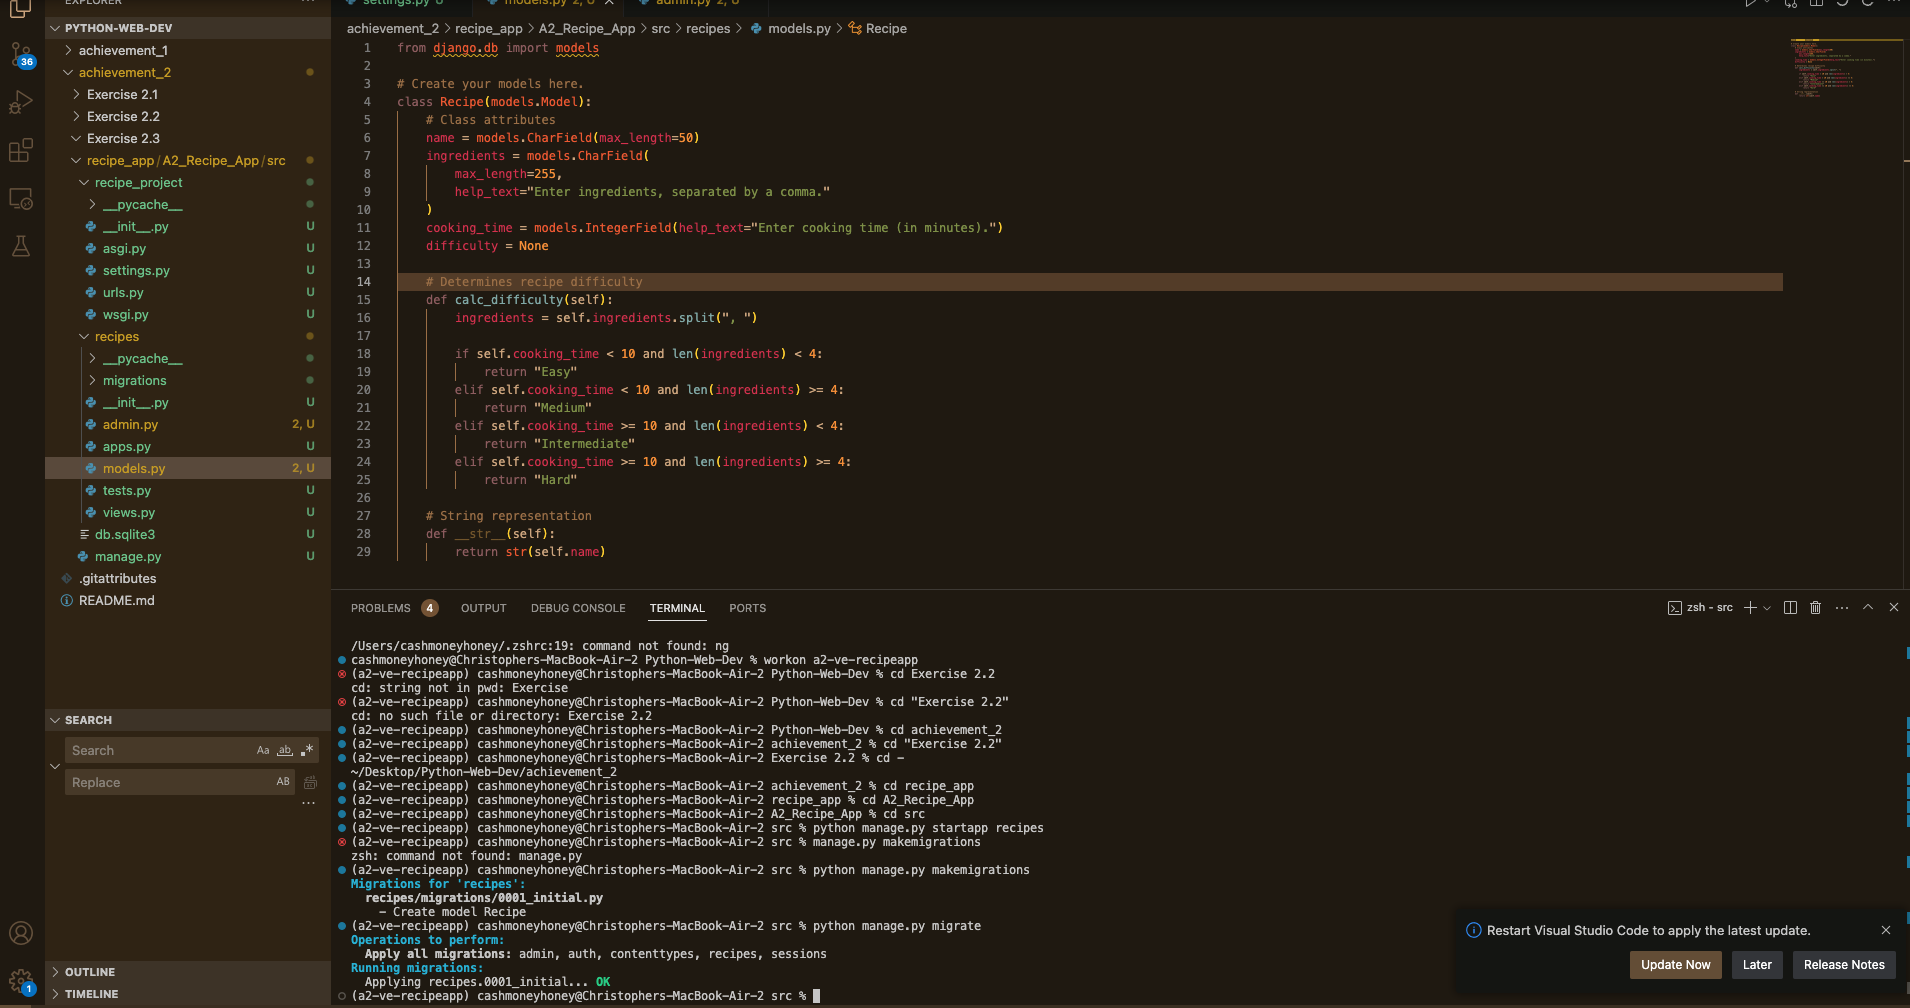 EXPLORER
PYTHON-WEB-DEV
achievement_1
achievement_2
Exercise 2.1
Exercise 2.2
Exercise 2.3
recipe_app/A2_Recipe_App/src
recipe_project
__pycache__
__init__.py U
asgi.py U
settings.py U
urls.py U
wsgi.py U
recipes
__pycache__
migrations
__init__.py U
admin.py 2, U
apps.py U
models.py 2, U
tests.py U
views.py U
db.sqlite3 U
manage.py U
.gitattributes
README.md
36
SEARCH
Search Aa ab .*
Replace AB
...
OUTLINE
TIMELINE
1
settings.py U models.py 2, U admin.py 2, U
achievement_2 > recipe_app > A2_Recipe_App > src > recipes > models.py > Recipe
1 from django.db import models
2
3 # Create your models here.
4 class Recipe(models.Model):
5 # Class attributes
6 name = models.CharField(max_length=50)
7 ingredients = models.CharField(
8 max_length=255,
9 help_text="Enter ingredients, separated by a comma."
10 )
11 cooking_time = models.IntegerField(help_text="Enter cooking time (in minutes).")
12 difficulty = None
13
14 # Determines recipe difficulty
15 def calc_difficulty(self):
16 ingredients = self.ingredients.split(", ")
17
18 if self.cooking_time < 10 and len(ingredients) < 4:
19 return "Easy"
20 elif self.cooking_time < 10 and len(ingredients) >= 4:
21 return "Medium"
22 elif self.cooking_time >= 10 and len(ingredients) < 4:
23 return "Intermediate"
24 elif self.cooking_time >= 10 and len(ingredients) >= 4:
25 return "Hard"
26
27 # String representation
28 def __str__(self):
29 return str(self.name)
PROBLEMS 4 OUTPUT DEBUG CONSOLE TERMINAL PORTS
zsh - src
/Users/cashmoneyhoney/.zshrc:19: command not found: ng
cashmoneyhoney@Christophers-MacBook-Air-2 Python-Web-Dev % workon a2-ve-recipeapp
(a2-ve-recipeapp) cashmoneyhoney@Christophers-MacBook-Air-2 Python-Web-Dev % cd Exercise 2.2
cd: string not in pwd: Exercise
(a2-ve-recipeapp) cashmoneyhoney@Christophers-MacBook-Air-2 Python-Web-Dev % cd "Exercise 2.2"
cd: no such file or directory: Exercise 2.2
(a2-ve-recipeapp) cashmoneyhoney@Christophers-MacBook-Air-2 Python-Web-Dev % cd achievement_2
(a2-ve-recipeapp) cashmoneyhoney@Christophers-MacBook-Air-2 achievement_2 % cd "Exercise 2.2"
(a2-ve-recipeapp) cashmoneyhoney@Christophers-MacBook-Air-2 Exercise 2.2 % cd -
~/Desktop/Python-Web-Dev/achievement_2
(a2-ve-recipeapp) cashmoneyhoney@Christophers-MacBook-Air-2 achievement_2 % cd recipe_app
(a2-ve-recipeapp) cashmoneyhoney@Christophers-MacBook-Air-2 recipe_app % cd A2_Recipe_App
(a2-ve-recipeapp) cashmoneyhoney@Christophers-MacBook-Air-2 A2_Recipe_App % cd src
(a2-ve-recipeapp) cashmoneyhoney@Christophers-MacBook-Air-2 src % python manage.py startapp recipes
(a2-ve-recipeapp) cashmoneyhoney@Christophers-MacBook-Air-2 src % manage.py makemigrations
zsh: command not found: manage.py
(a2-ve-recipeapp) cashmoneyhoney@Christophers-MacBook-Air-2 src % python manage.py makemigrations
Migrations for 'recipes':
recipes/migrations/0001_initial.py
- Create model Recipe
(a2-ve-recipeapp) cashmoneyhoney@Christophers-MacBook-Air-2 src % python manage.py migrate
Operations to perform:
Apply all migrations: admin, auth, contenttypes, recipes, sessions
Running migrations:
Applying recipes.0001_initial... OK
(a2-ve-recipeapp) cashmoneyhoney@Christophers-MacBook-Air-2 src %
Restart Visual Studio Code to apply the latest update.
Update Now Later Release Notes